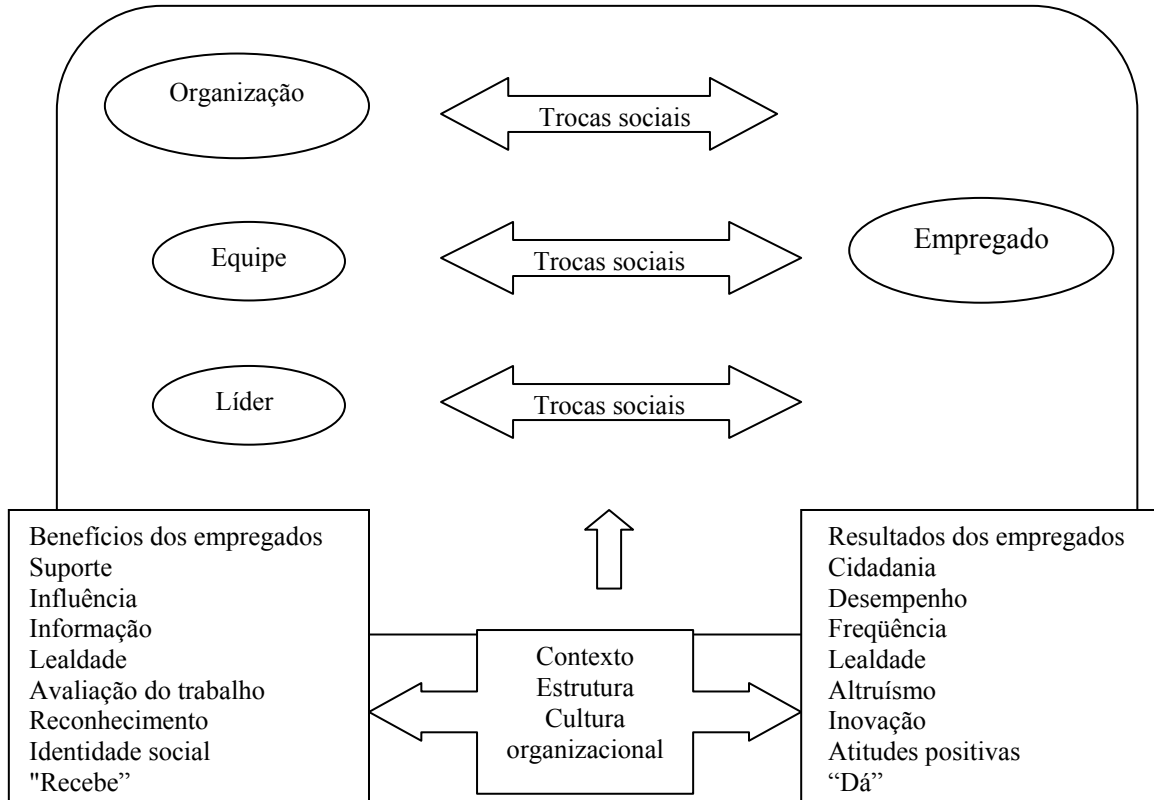 Organização
Trocas sociais
Equipe
Trocas sociais
Empregado
Líder
Trocas sociais
Benefícios dos empregados
Suporte
Influência
Informação
Lealdade
Avaliação do trabalho
Reconhecimento
Identidade social
"Recebe”
Contexto
Estrutura
Cultura
organizacional
Resultados dos empregados
Cidadania
Desempenho
Freqüência
Lealdade
Altruísmo
Inovação
Atitudes positivas
“Dá”